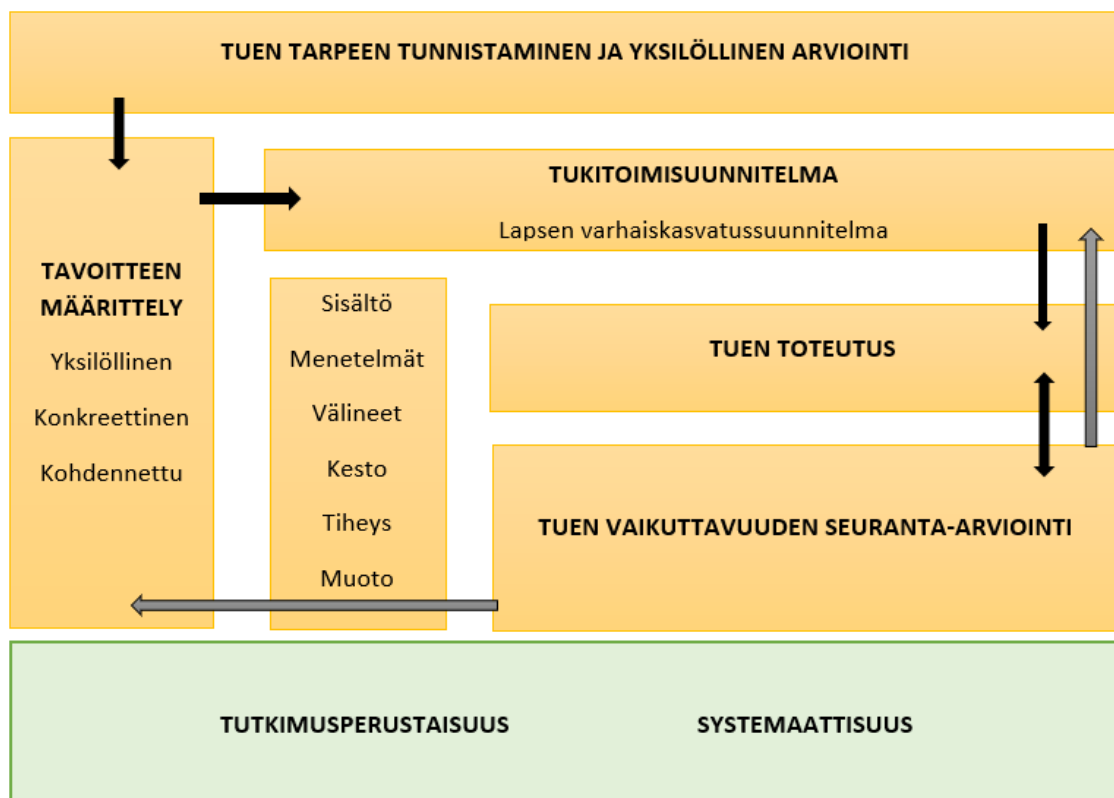 TUEN TARPEEN TUNNISTAMINEN JA YKSILÖLLINEN ARVIOINTI
TAVOITTEEN
MÄÄRITTELY
Yksilöllinen
Konkreettinen
Kohdennettu
TUKITOIMISUUNNITELMA
Lapsen varhaiskasvatussuunnitelma
Sisältö
Menetelmät
Välineet
Kesto
Tiheys
Muoto
TUEN TOTEUTUS
TUEN VAIKUTTAVUUDEN SEURANTA-ARVIOINTI
TUTKIMUSPERUSTAISUUS
SYSTEMAATTISUUS